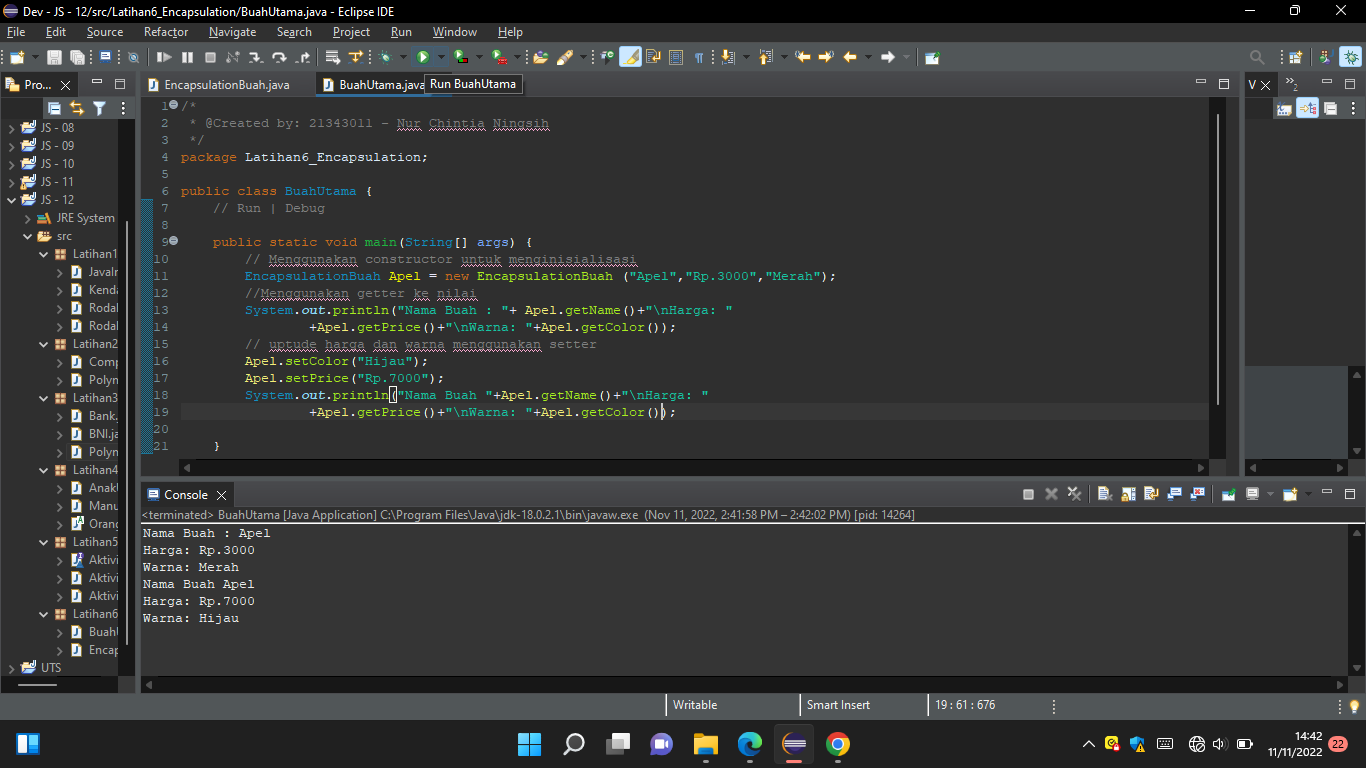 Dev - JS - 12/src/Latihan6_Encapsulation/BuahUtama.java - Eclipse IDE
File Edit Source Refactor Navigate Search Project Run Window Help
Pro... EncapsulationBuah.java BuahUtama.java Run BuahUtama V 2
JS - 08
JS - 09
JS - 10
JS - 11
JS - 12
JRE System
src
Latihan1
JavaIn
Kenda
Rodal
Rodal
Latihan2
Comp
Polyn
Latihan3
Bank.
BNI.ja
Polyn
Latihan4
Anak
Manu
Orang
Latihan5
Aktivi
Aktivi
Aktivi
Latihan6
Buah
Encap
UTS
1 /*
2 * @Created by: 21343011 - Nur Chintia Ningsih
3 */
4 package Latihan6_Encapsulation;
5
6 public class BuahUtama {
7 // Run | Debug
8
9 public static void main(String[] args) {
10 // Menggunakan constructor untuk menginisialisasi
11 EncapsulationBuah Apel = new EncapsulationBuah ("Apel","Rp.3000","Merah");
12 //Menggunakan getter ke nilai
13 System.out.println("Nama Buah : "+ Apel.getName()+"\nHarga: "
14 +Apel.getPrice()+"\nWarna: "+Apel.getColor());
15 // uptude harga dan warna menggunakan setter
16 Apel.setColor("Hijau");
17 Apel.setPrice("Rp.7000");
18 System.out.println("Nama Buah "+Apel.getName()+"\nHarga: "
19 +Apel.getPrice()+"\nWarna: "+Apel.getColor());
20
21 }
Console
<terminated> BuahUtama [Java Application] C:\Program Files\Java\jdk-18.0.2.1\bin\javaw.exe (Nov 11, 2022, 2:41:58 PM – 2:42:02 PM) [pid: 14264]
Nama Buah : Apel
Harga: Rp.3000
Warna: Merah
Nama Buah Apel
Harga: Rp.7000
Warna: Hijau
Writable Smart Insert 19 : 61 : 676
14:42
11/11/2022 22